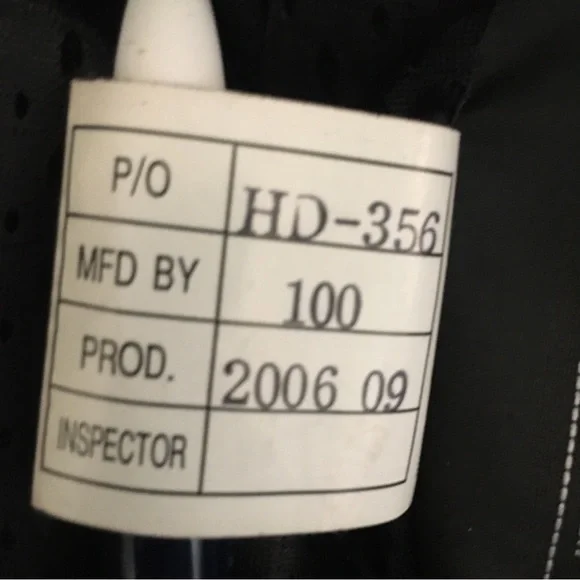 P/O HD-356
MFD BY 100
PROD. 2006 09
INSPECTOR